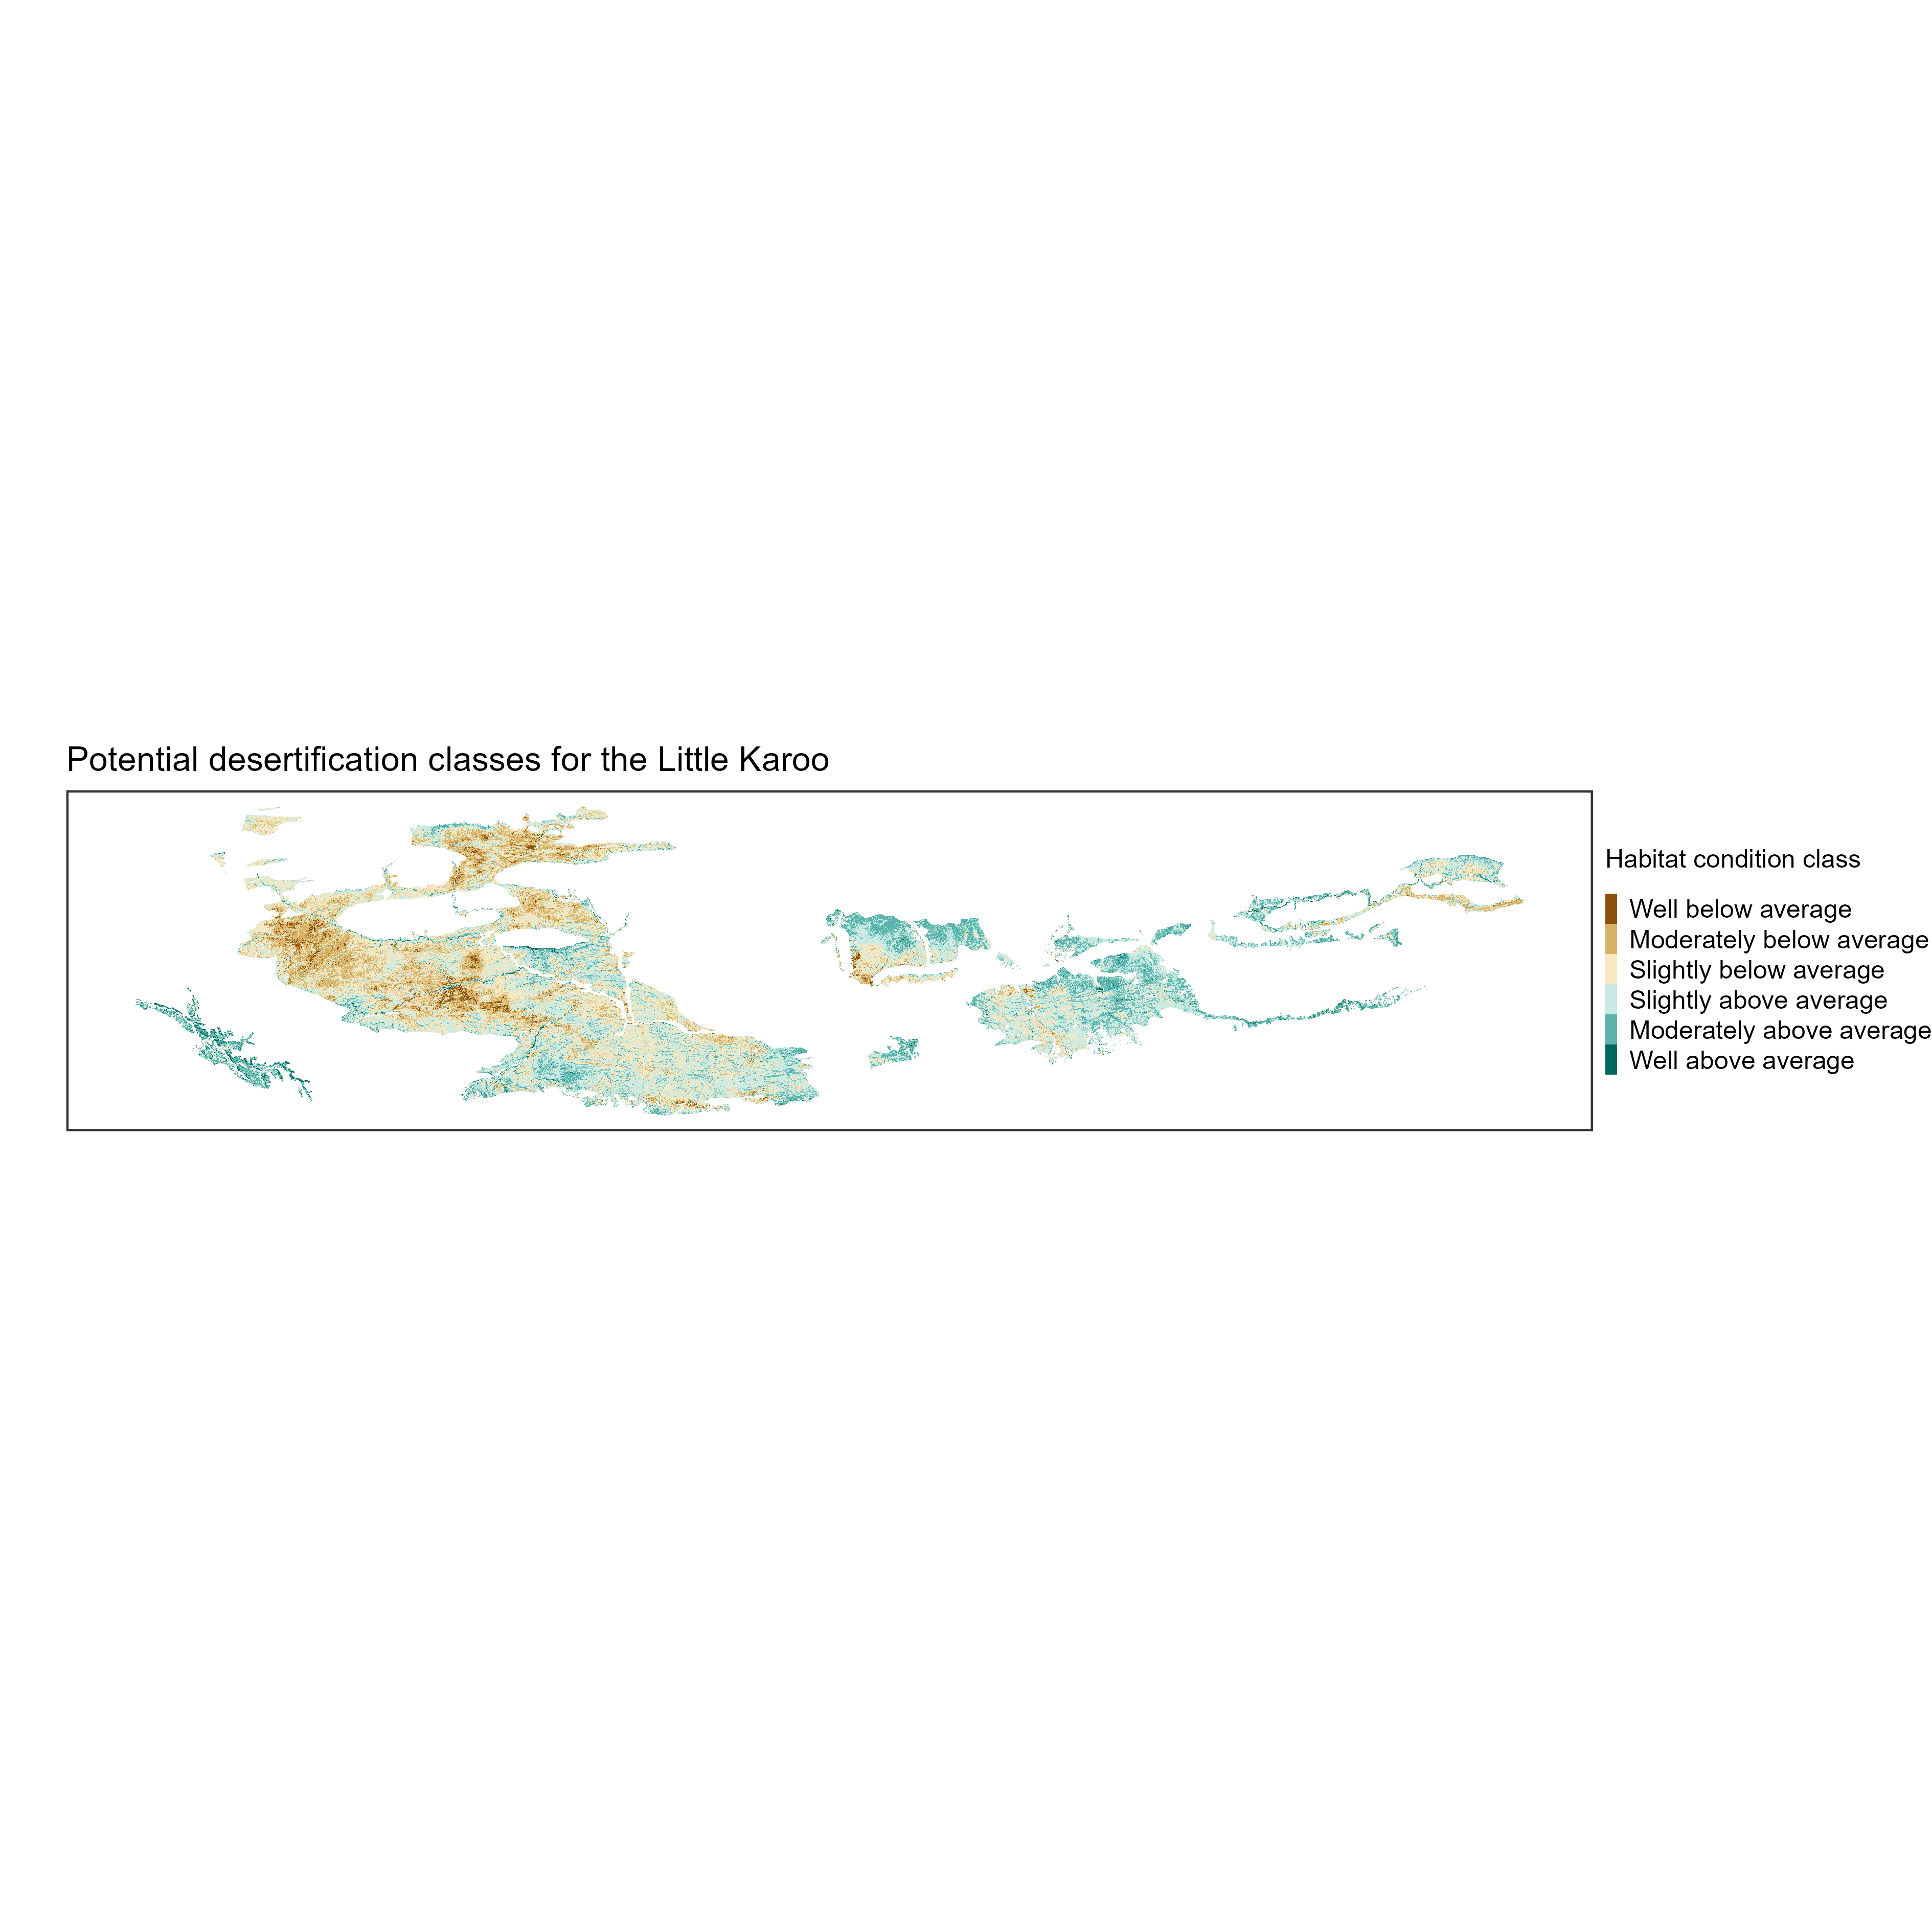 Potential desertification classes for the Little Karoo
Habitat condition class
Well below average
Moderately below average
Slightly below average
Slightly above average
Moderately above average
Well above average